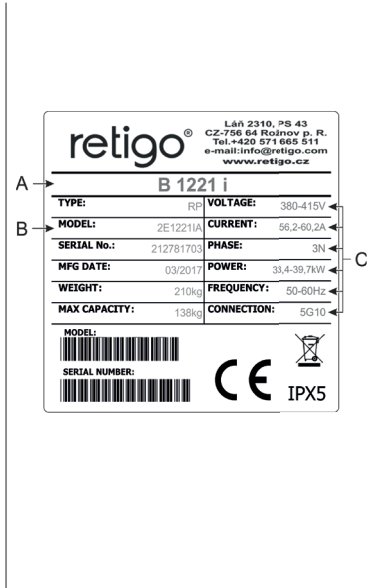 retigo®
Láň 2310, PS 43
CZ-756 64 Rožnov p. R.
Tel.+420 571 665 511
e-mail:info@retigo.com
www.retigo.cz
A
B 1221 i
TYPE: RP VOLTAGE: 380-415V
B
MODEL: 2E1221IA CURRENT: 56,2-60,2A
SERIAL No.: 212781703 PHASE: 3N
MFG DATE: 03/2017 POWER: 33,4-39,7kW
C
WEIGHT: 210kg FREQUENCY: 50-60Hz
MAX CAPACITY: 138kg CONNECTION: 5G10
MODEL:
SERIAL NUMBER:
CE IPX5